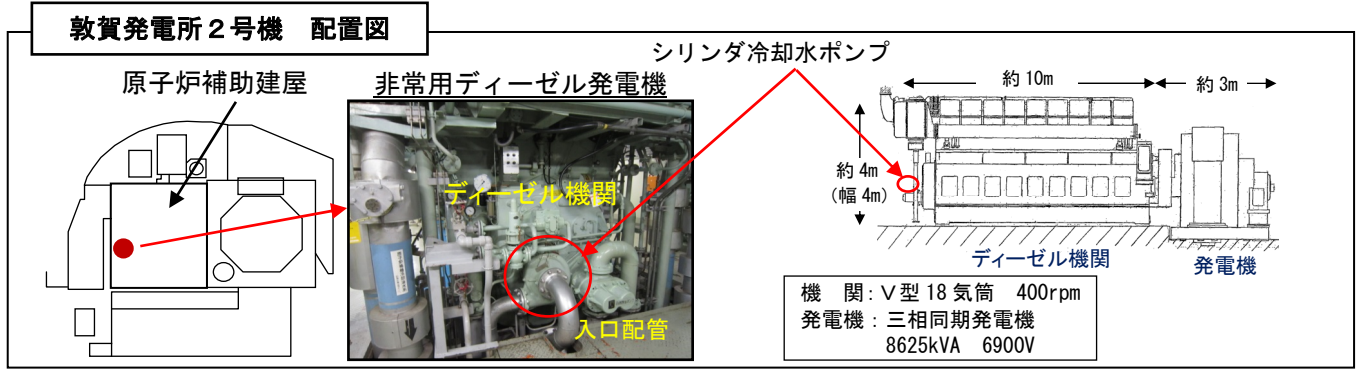 敦賀発電所２号機　配置図
原子炉補助建屋
非常用ディーゼル発電機
シリンダ冷却水ポンプ
ディーゼル機関
入口配管
約 10m
約 3m
約 4m
（幅 4m）
ディーゼル機関
発電機
機　関：Ｖ型 18 気筒　400rpm
発電機：三相同期発電機
8625kVA　6900V